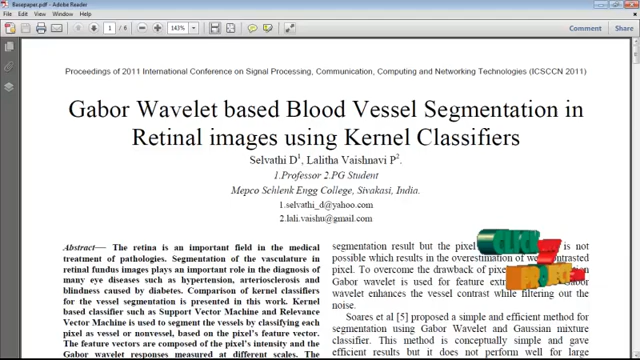 Basepaper.pdf - Adobe Reader
File Edit View Window Help
1 / 6 143% Comment Share
Proceedings of 2011 International Conference on Signal Processing, Communication, Computing and Networking Technologies (ICSCCN 2011)
Gabor Wavelet based Blood Vessel Segmentation in
Retinal images using Kernel Classifiers
Selvathi D1, Lalitha Vaishnavi P2.
1.Professor 2.PG Student
Mepco Schlenk Engg College, Sivakasi, India.
1.selvathi_d@yahoo.com
2.lali.vaishu@gmail.com
Abstract— The retina is an important field in the medical
treatment of pathologies. Segmentation of the vasculature in
retinal fundus images plays an important role in the diagnosis of
many eye diseases such as hypertension, arteriosclerosis and
blindness caused by diabetes. Comparison of kernel classifiers
for the vessel segmentation is presented in this work. Kernel
based classifier such as Support Vector Machine and Relevance
Vector Machine is used to segment the vessels by classifying each
pixel as vessel or nonvessel, based on the pixel's feature vector.
The feature vectors are composed of the pixel's intensity and the
Gabor wavelet responses measured at different scales. The
segmentation result but the pixel is not
possible which results in the overestimation of contrasted
pixel. To overcome the drawback of Gabor
wavelet is used for feature Gabor
wavelet enhances the vessel contrast while filtering out the
noise.
Soares et al [5] proposed a simple and efficient method for
segmentation using Gabor Wavelet and Gaussian mixture
classifier. This method is conceptually simple and gave
efficient results but it does not perform well for large
CLICK
PROJECT